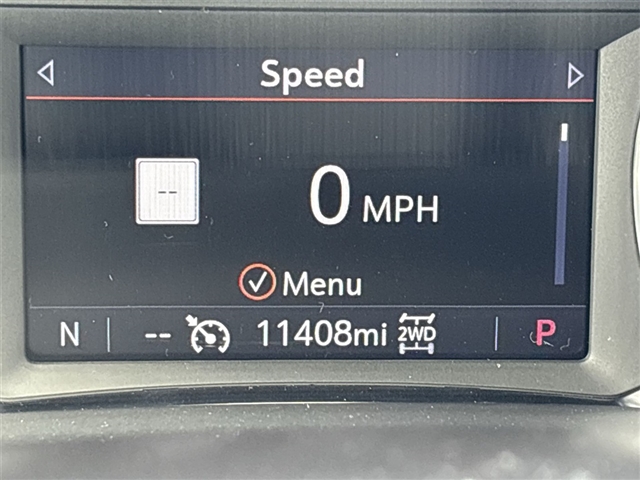 Speed
--
0 MPH
Menu
N -- 11408mi 2WD P